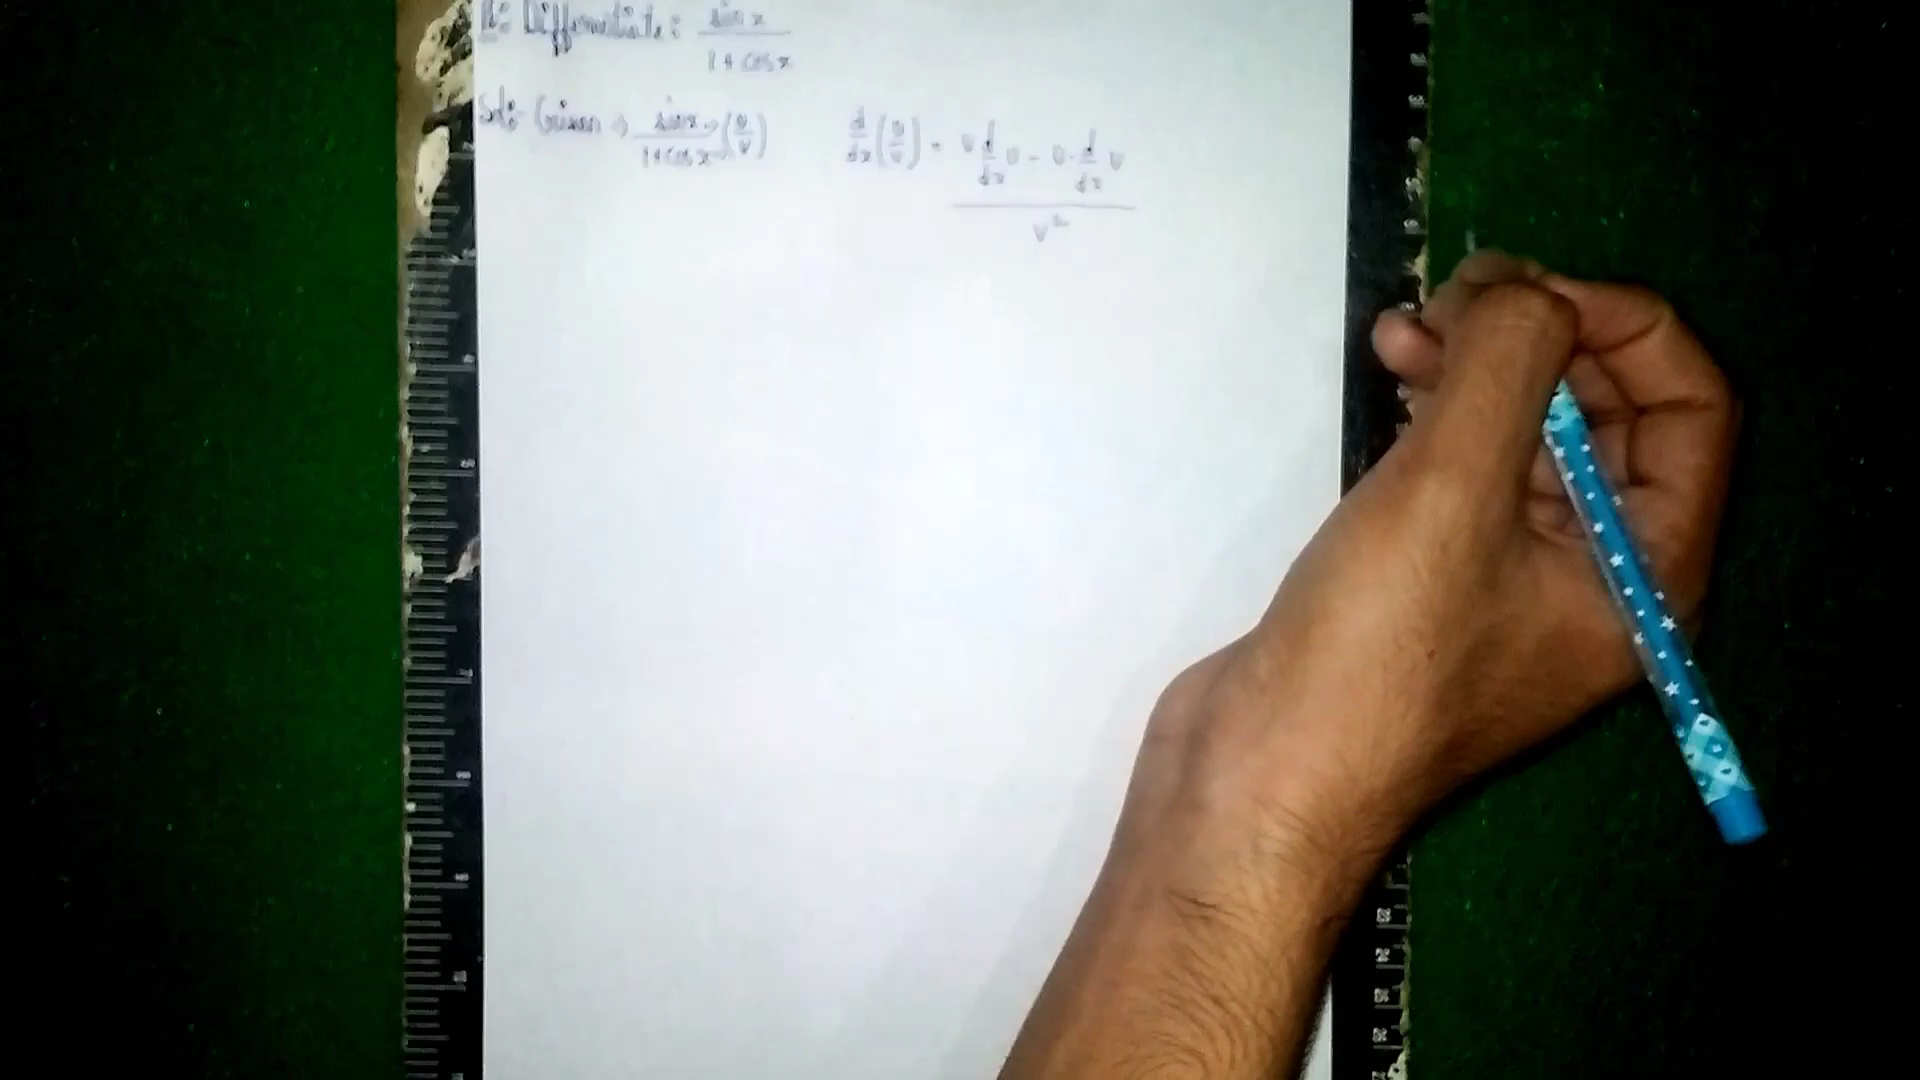 Q:- Differentiate: sin x / 1 + cos x
Sol:- Given → sin x / 1 + cos x → (u/v) d/dx (u/v) = v d/dx u - u · d/dx v / v²